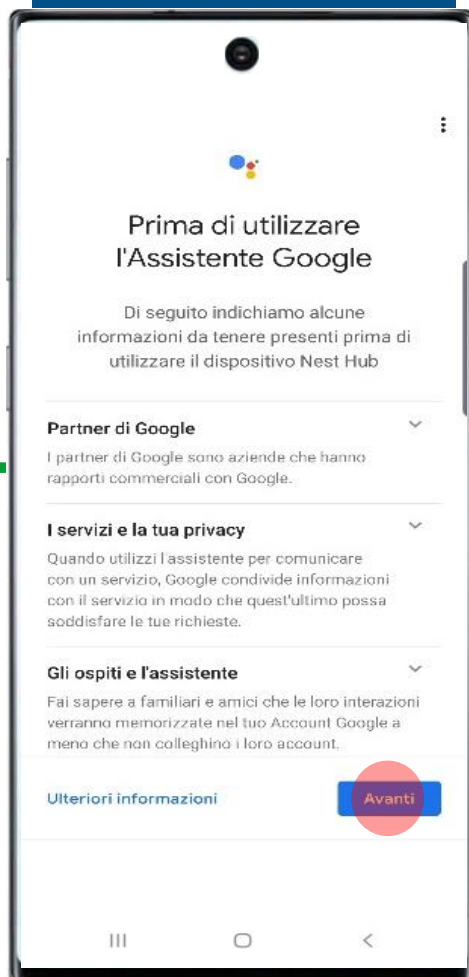 Prima di utilizzare
l'Assistente Google
Di seguito indichiamo alcune
informazioni da tenere presenti prima di
utilizzare il dispositivo Nest Hub
Partner di Google
I partner di Google sono aziende che hanno
rapporti commerciali con Google.
I servizi e la tua privacy
Quando utilizzi l'assistente per comunicare
con un servizio, Google condivide informazioni
con il servizio in modo che quest'ultimo possa
soddisfare le tue richieste.
Gli ospiti e l'assistente
Fai sapere a familiari e amici che le loro interazioni
verranno memorizzate nel tuo Account Google a
meno che non colleghino i loro account.
Ulteriori informazioni
Avanti